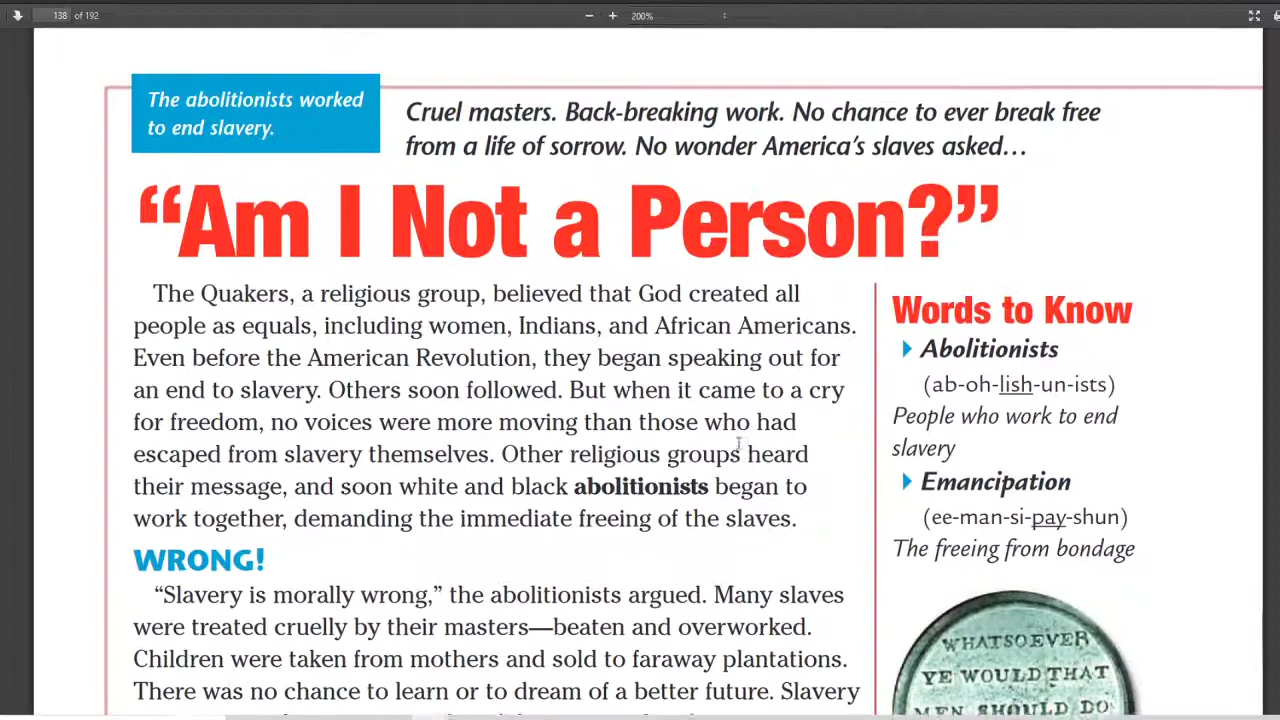 138 of 192
200%
The abolitionists worked
to end slavery.
Cruel masters. Back-breaking work. No chance to ever break free
from a life of sorrow. No wonder America's slaves asked…
“Am I Not a Person?”
The Quakers, a religious group, believed that God created all
people as equals, including women, Indians, and African Americans.
Even before the American Revolution, they began speaking out for
an end to slavery. Others soon followed. But when it came to a cry
for freedom, no voices were more moving than those who had
escaped from slavery themselves. Other religious groups heard
their message, and soon white and black abolitionists began to
work together, demanding the immediate freeing of the slaves.
WRONG!
“Slavery is morally wrong,” the abolitionists argued. Many slaves
were treated cruelly by their masters—beaten and overworked.
Children were taken from mothers and sold to faraway plantations.
There was no chance to learn or to dream of a better future. Slavery
Words to Know
Abolitionists
(ab-oh-lish-un-ists)
People who work to end
slavery
Emancipation
(ee-man-si-pay-shun)
The freeing from bondage
WHATSOEVER
YE WOULD THAT
MEN SHOULD DO